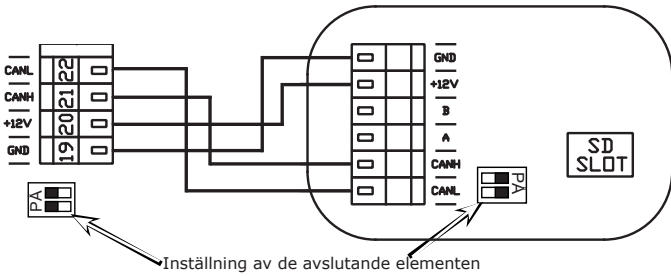 CANL 22
CANH 21
+12V 20
GND 19
PA
GND
+12V
B
A
CANH
CANL
PA
SD
SLOT
Inställning av de avslutande elementen